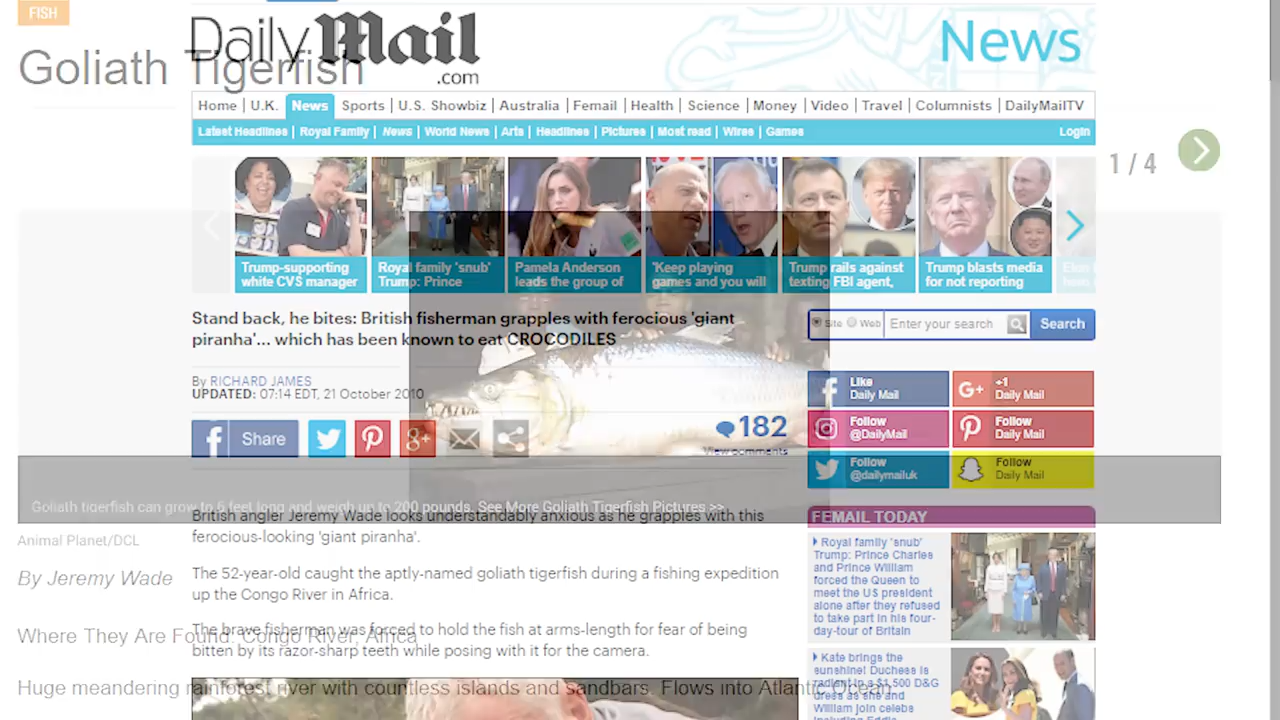 FISH
Goliath Tigerfish
Daily Mail
.com
News
Home | U.K. News Sports | U.S. Showbiz | Australia | Femail | Health | Science | Money | Video | Travel | Columnists | DailyMailTV
Latest Headlines | Royal Family | News | World News | Arts | Headlines | Pictures | Most read | Wires | Games
Login
1 / 4
Trump-supporting
white CVS manager
Royal family 'snub'
Trump: Prince
Pamela Anderson
leads the group of
'Keep playing
games and you will
Trump rails against
texting FBI agent,
Trump blasts media
for not reporting
Stand back, he bites: British fisherman grapples with ferocious 'giant
piranha'... which has been known to eat CROCODILES
Site Web Enter your search
Search
By RICHARD JAMES
UPDATED: 07:14 EDT, 21 October 2010
Share
182
View comments
Like
Daily Mail
+1
Daily Mail
Follow
@DailyMail
Follow
Daily Mail
Follow
@dailymailuk
Follow
Daily Mail
Goliath tigerfish can grow to 6 feet long and weigh up to 200 pounds. See More Goliath Tigerfish Pictures >>
British angler Jeremy Wade looks understandably anxious as he grapples with this
ferocious-looking 'giant piranha'.
Animal Planet/DCL
By Jeremy Wade
The 52-year-old caught the aptly-named goliath tigerfish during a fishing expedition
up the Congo River in Africa.
Where They Are Found: Congo River, Africa
The brave fisherman was forced to hold the fish at arms-length for fear of being
bitten by its razor-sharp teeth while posing with it for the camera.
Huge meandering rainforest river with countless islands and sandbars. Flows into Atlantic Ocean.
FEMAIL TODAY
Royal family 'snub'
Trump: Prince Charles
and Prince William
forced the Queen to
meet the US president
alone after they refused
to take part in his four-
day-tour of Britain
Kate brings the
sunshine! Duchess is
radiant in a $1,500 D&G
dress as she and
William join celebs
including Eddie